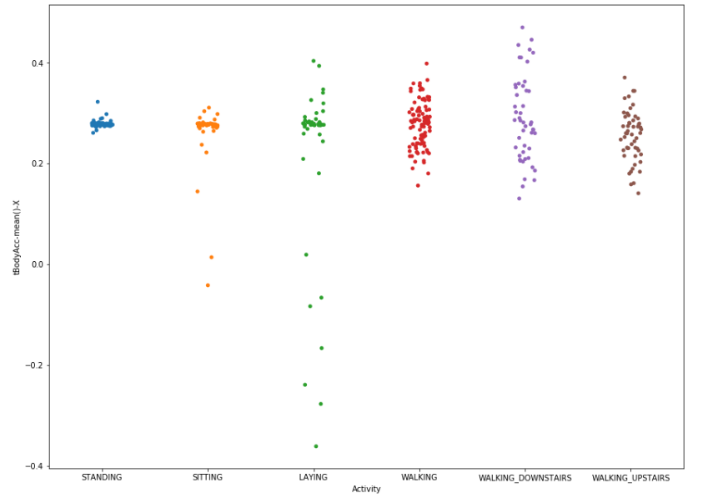 tBodyAcc-mean()-X
0.4
0.2
0.0
−0.2
−0.4
STANDING SITTING LAYING WALKING WALKING_DOWNSTAIRS WALKING_UPSTAIRS
Activity